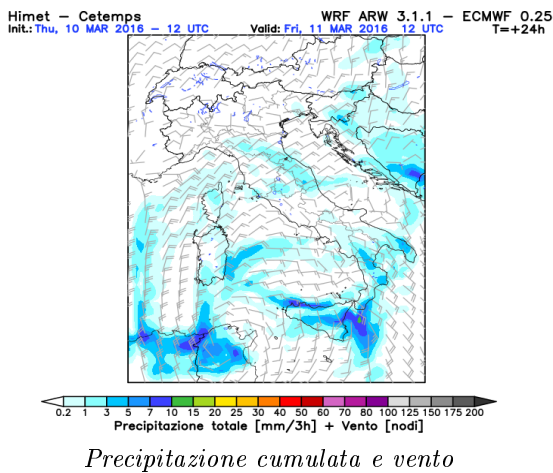 Himet – Cetemps WRF ARW 3.1.1 – ECMWF 0.25
Init.: Thu, 10 MAR 2016 – 12 UTC Valid: Fri, 11 MAR 2016 12 UTC T=+24h
0.2 1 3 5 7 10 15 20 25 30 40 50 60 70 80 100 125 150 175 200
Precipitazione totale [mm/3h] + Vento [nodi]
Precipitazione cumulata e vento